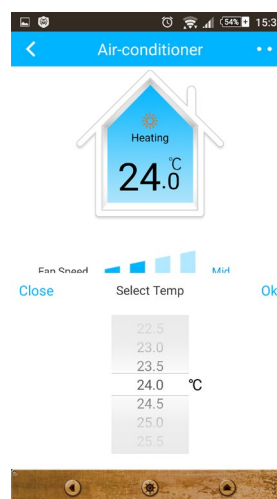 54% 15:3
Air-conditioner
Heating
24.0 °C
Fan Speed Mid
Close Select Temp Ok
22.5
23.0
23.5
24.0 °C
24.5
25.0
25.5